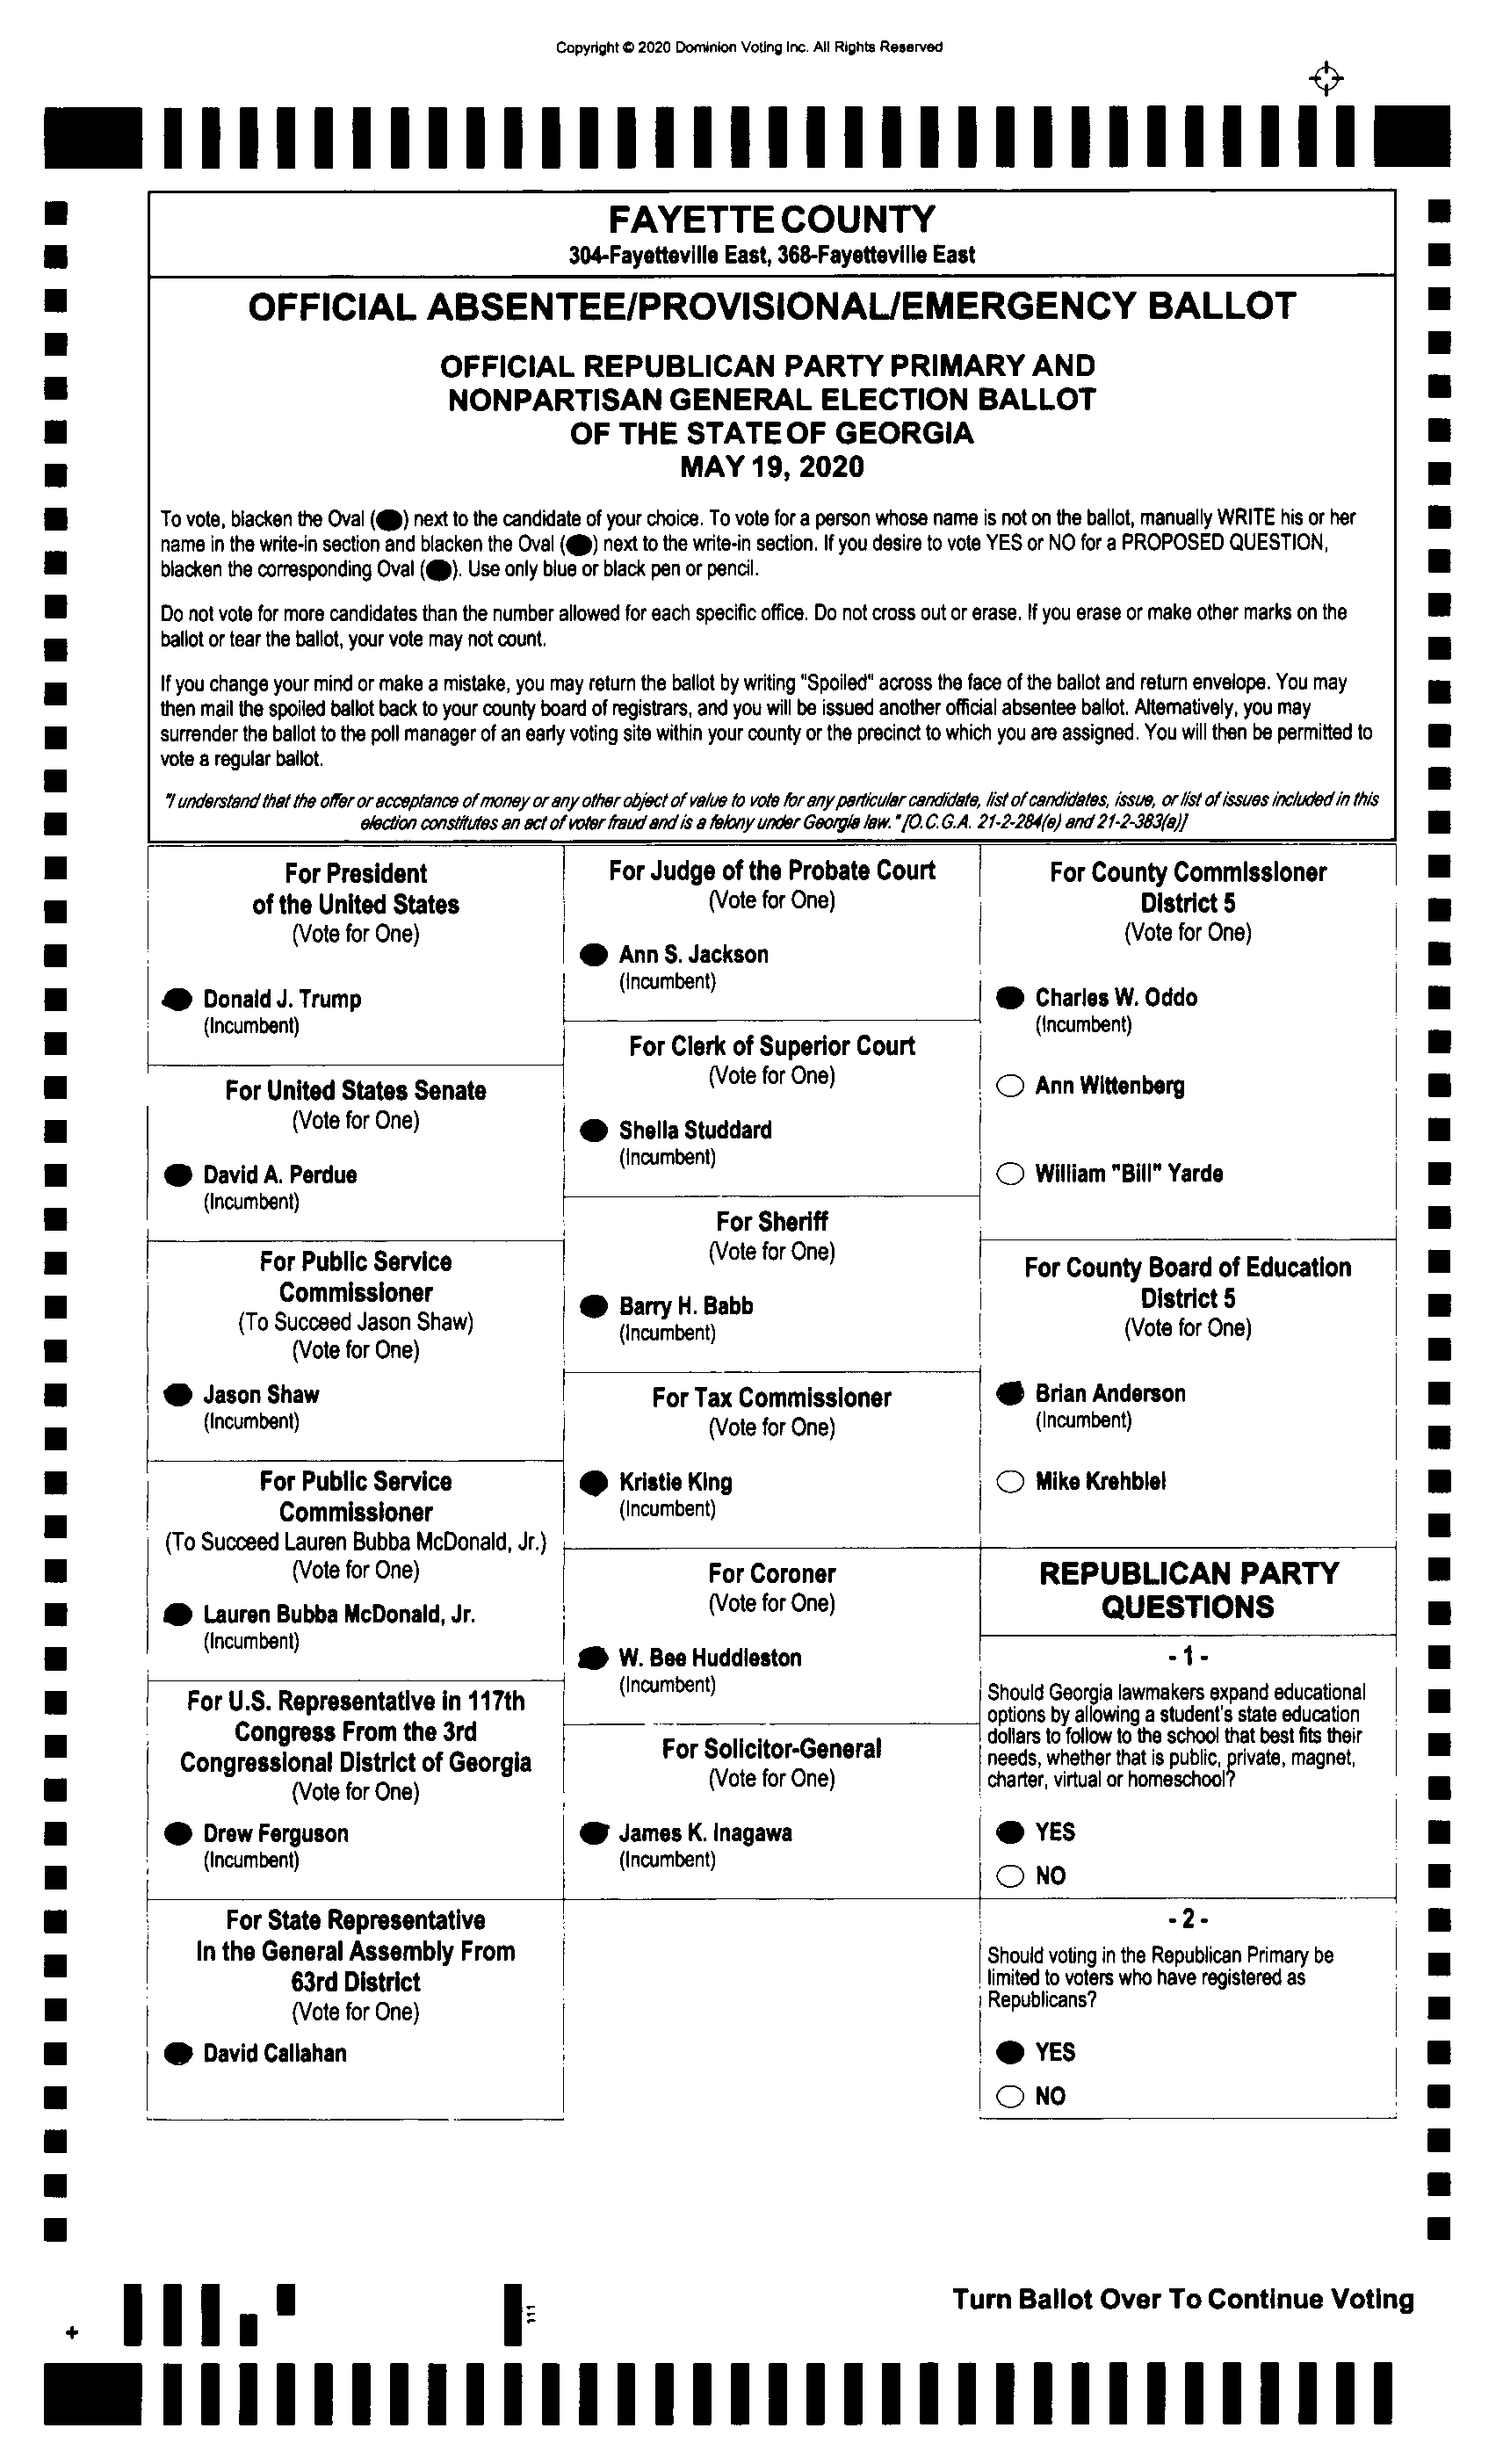 Copyright © 2020 Dominion Voting Inc. All Rights Reserved
FAYETTE COUNTY
304-Fayetteville East, 368-Fayetteville East
OFFICIAL ABSENTEE/PROVISIONAL/EMERGENCY BALLOT
OFFICIAL REPUBLICAN PARTY PRIMARY AND
NONPARTISAN GENERAL ELECTION BALLOT
OF THE STATE OF GEORGIA
MAY 19, 2020
To vote, blacken the Oval (●) next to the candidate of your choice. To vote for a person whose name is not on the ballot, manually WRITE his or her
name in the write-in section and blacken the Oval (●) next to the write-in section. If you desire to vote YES or NO for a PROPOSED QUESTION,
blacken the corresponding Oval (●). Use only blue or black pen or pencil.
Do not vote for more candidates than the number allowed for each specific office. Do not cross out or erase. If you erase or make other marks on the
ballot or tear the ballot, your vote may not count.
If you change your mind or make a mistake, you may return the ballot by writing "Spoiled" across the face of the ballot and return envelope. You may
then mail the spoiled ballot back to your county board of registrars, and you will be issued another official absentee ballot. Alternatively, you may
surrender the ballot to the poll manager of an early voting site within your county or the precinct to which you are assigned. You will then be permitted to
vote a regular ballot.
"I understand that the offer or acceptance of money or any other object of value to vote for any particular candidate, list of candidates, issue, or list of issues included in this
election constitutes an act of voter fraud and is a felony under Georgia law." [O.C.G.A. 21-2-284(e) and 21-2-383(a)]
For President
of the United States
(Vote for One)
Donald J. Trump
(Incumbent)
For United States Senate
(Vote for One)
David A. Perdue
(Incumbent)
For Public Service
Commissioner
(To Succeed Jason Shaw)
(Vote for One)
Jason Shaw
(Incumbent)
For Public Service
Commissioner
(To Succeed Lauren Bubba McDonald, Jr.)
(Vote for One)
Lauren Bubba McDonald, Jr.
(Incumbent)
For U.S. Representative in 117th
Congress From the 3rd
Congressional District of Georgia
(Vote for One)
Drew Ferguson
(Incumbent)
For State Representative
In the General Assembly From
63rd District
(Vote for One)
David Callahan
For Judge of the Probate Court
(Vote for One)
Ann S. Jackson
(Incumbent)
For Clerk of Superior Court
(Vote for One)
Sheila Studdard
(Incumbent)
For Sheriff
(Vote for One)
Barry H. Babb
(Incumbent)
For Tax Commissioner
(Vote for One)
Kristie King
(Incumbent)
For Coroner
(Vote for One)
W. Bee Huddleston
(Incumbent)
For Solicitor-General
(Vote for One)
James K. Inagawa
(Incumbent)
For County Commissioner
District 5
(Vote for One)
Charles W. Oddo
(Incumbent)
Ann Wittenberg
William "Bill" Yarde
For County Board of Education
District 5
(Vote for One)
Brian Anderson
(Incumbent)
Mike Krehbiel
REPUBLICAN PARTY
QUESTIONS
- 1 -
Should Georgia lawmakers expand educational
options by allowing a student's state education
dollars to follow to the school that best fits their
needs, whether that is public, private, magnet,
charter, virtual or homeschool?
YES
NO
- 2 -
Should voting in the Republican Primary be
limited to voters who have registered as
Republicans?
YES
NO
Turn Ballot Over To Continue Voting
111
+